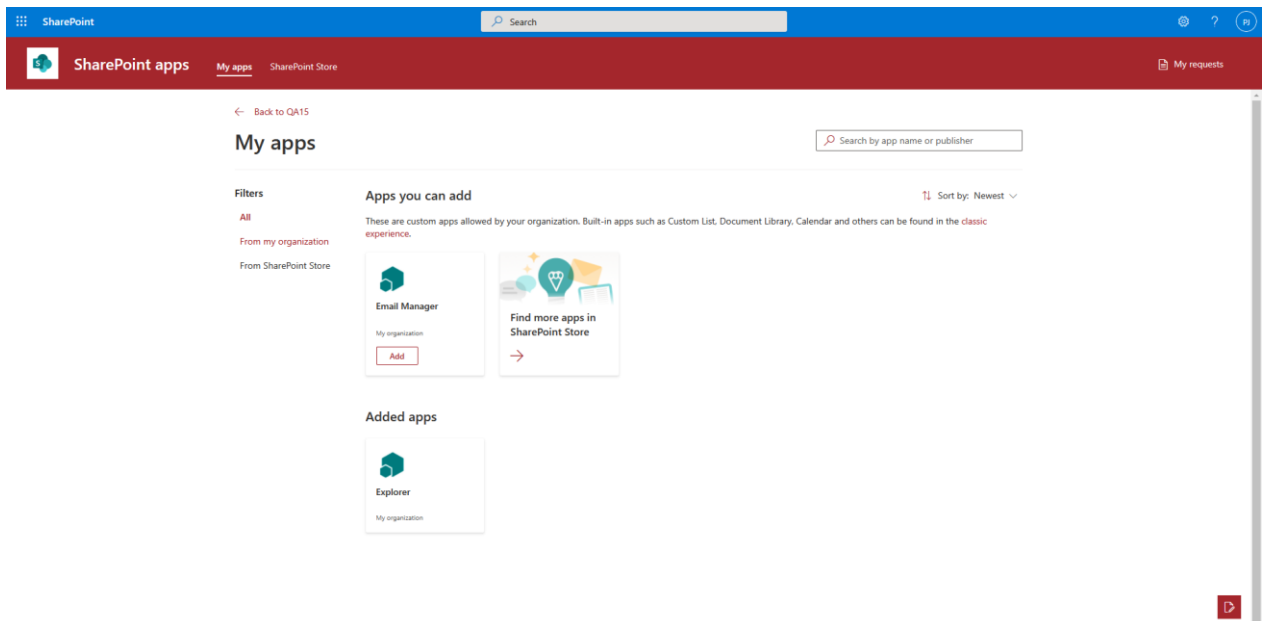 SharePoint
Search
PJ
SharePoint apps
My apps
SharePoint Store
My requests
Back to QA15
My apps
Search by app name or publisher
Filters
All
From my organization
From SharePoint Store
Apps you can add
Sort by: Newest
These are custom apps allowed by your organization. Built-in apps such as Custom List, Document Library, Calendar and others can be found in the classic
experience.
Email Manager
My organization
Add
Find more apps in
SharePoint Store
Added apps
Explorer
My organization